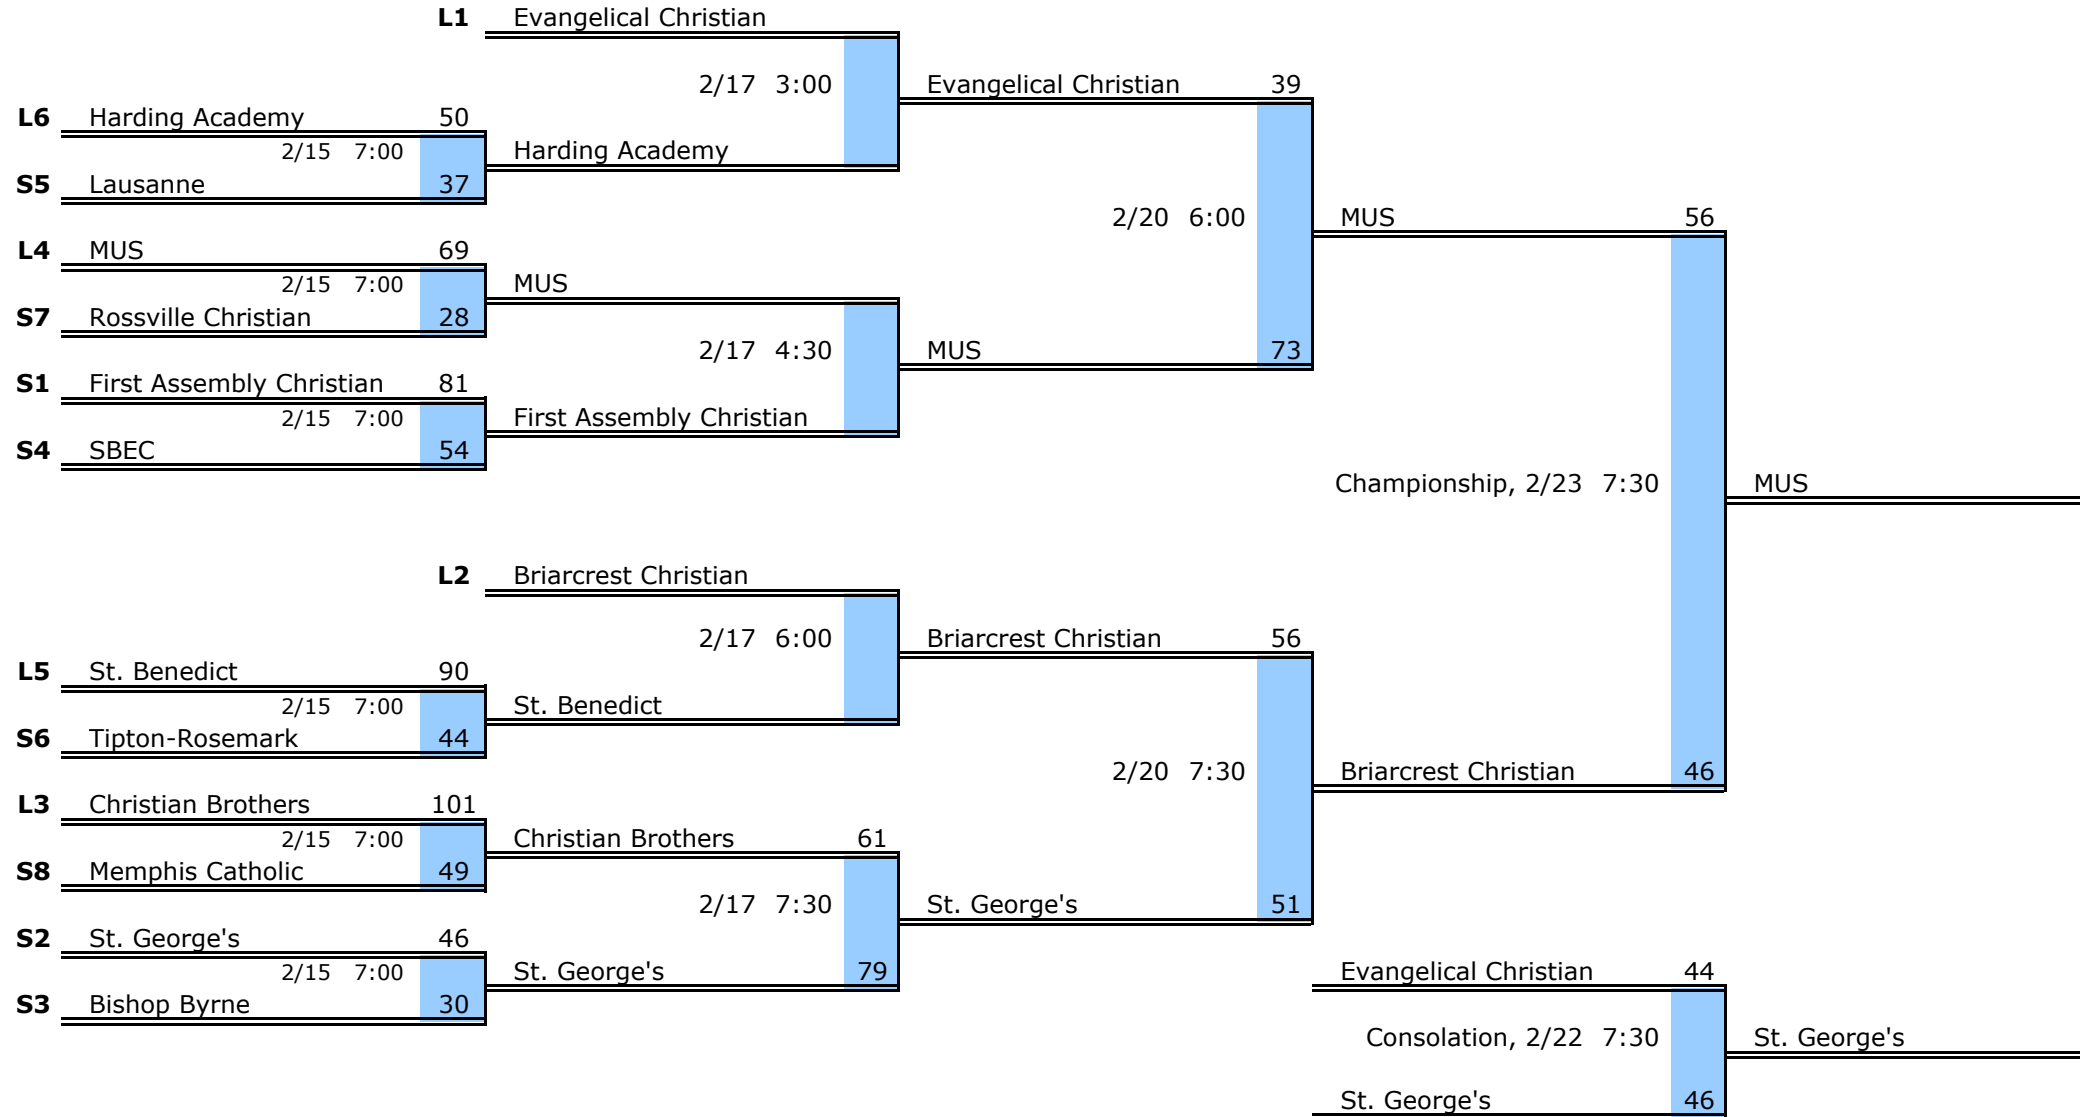 L1 Evangelical Christian
2/17 3:00 Evangelical Christian 39
L6 Harding Academy 50
2/15 7:00 Harding Academy
S5 Lausanne 37
2/20 6:00 MUS 56
L4 MUS 69
2/15 7:00 MUS
S7 Rossville Christian 28
2/17 4:30 MUS 73
S1 First Assembly Christian 81
2/15 7:00 First Assembly Christian
S4 SBEC 54
Championship, 2/23 7:30 MUS
L2 Briarcrest Christian
2/17 6:00 Briarcrest Christian 56
L5 St. Benedict 90
2/15 7:00 St. Benedict
S6 Tipton-Rosemark 44
2/20 7:30 Briarcrest Christian 46
L3 Christian Brothers 101
2/15 7:00 Christian Brothers 61
S8 Memphis Catholic 49
2/17 7:30 St. George's 51
S2 St. George's 46
2/15 7:00 St. George's 79
Evangelical Christian 44
S3 Bishop Byrne 30
Consolation, 2/22 7:30 St. George's
St. George's 46